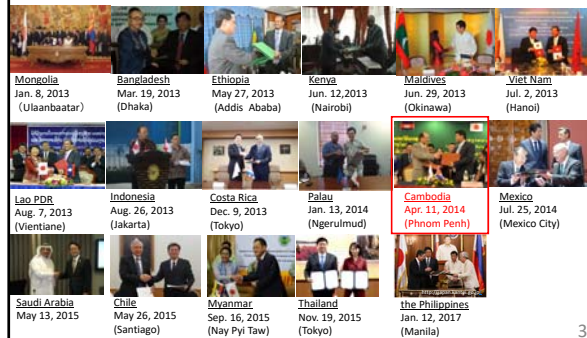 Mongolia
Jan. 8, 2013
(Ulaanbaatar)
Bangladesh
Mar. 19, 2013
(Dhaka)
Ethiopia
May 27, 2013
(Addis Ababa)
Kenya
Jun. 12,2013
(Nairobi)
Maldives
Jun. 29, 2013
(Okinawa)
Viet Nam
Jul. 2, 2013
(Hanoi)
Lao PDR
Aug. 7, 2013
(Vientiane)
Indonesia
Aug. 26, 2013
(Jakarta)
Costa Rica
Dec. 9, 2013
(Tokyo)
Palau
Jan. 13, 2014
(Ngerulmud)
Cambodia
Apr. 11, 2014
(Phnom Penh)
Mexico
Jul. 25, 2014
(Mexico City)
Saudi Arabia
May 13, 2015
Chile
May 26, 2015
(Santiago)
Myanmar
Sep. 16, 2015
(Nay Pyi Taw)
Thailand
Nov. 19, 2015
(Tokyo)
the Philippines
Jan. 12, 2017
(Manila)
3